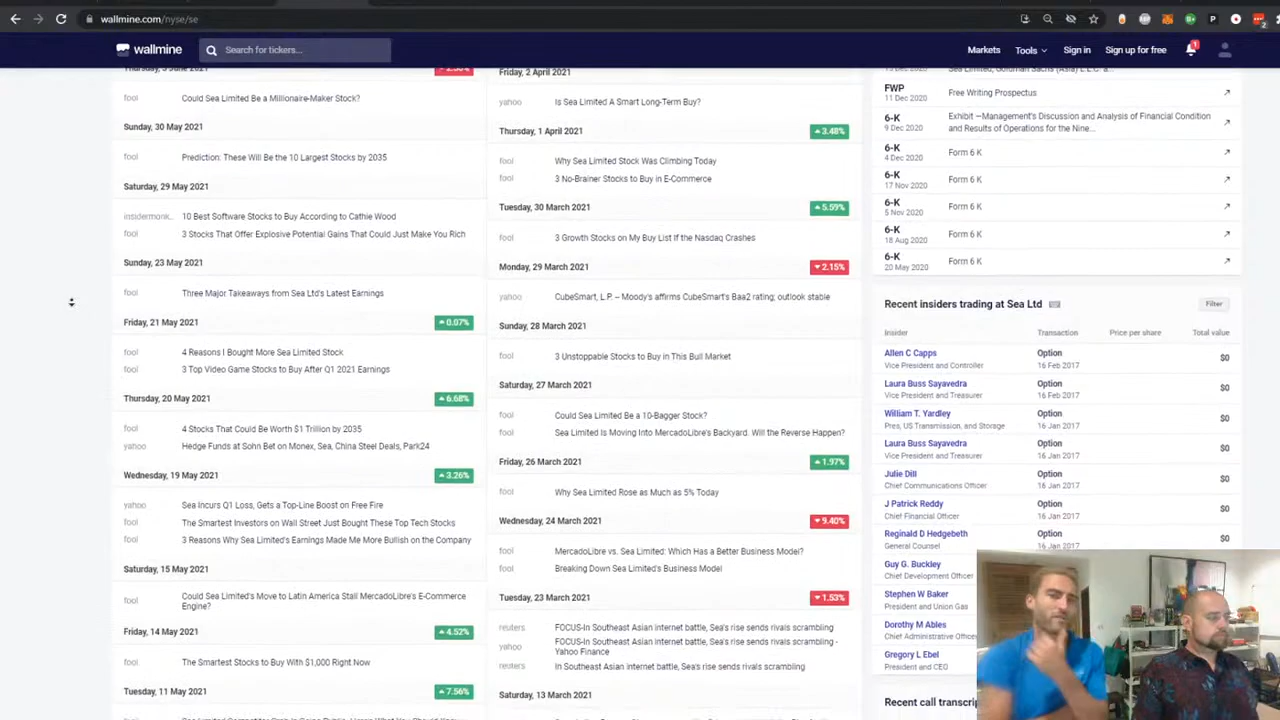 wallmine.com/nyse/se
wallmine
Search for tickers...
Markets
Tools
Sign in
Sign up for free
1
Thursday, 3 June 2021
fool
Could Sea Limited Be a Millionaire-Maker Stock?
Sunday, 30 May 2021
fool
Prediction: These Will Be the 10 Largest Stocks by 2035
Saturday, 29 May 2021
insidermonk..
10 Best Software Stocks to Buy According to Cathie Wood
fool
3 Stocks That Offer Explosive Potential Gains That Could Just Make You Rich
Sunday, 23 May 2021
fool
Three Major Takeaways from Sea Ltd's Latest Earnings
Friday, 21 May 2021
0.07%
fool
4 Reasons I Bought More Sea Limited Stock
fool
3 Top Video Game Stocks to Buy After Q1 2021 Earnings
Thursday, 20 May 2021
6.68%
fool
4 Stocks That Could Be Worth $1 Trillion by 2035
yahoo
Hedge Funds at Sohn Bet on Monex, Sea, China Steel Deals, Park24
Wednesday, 19 May 2021
3.26%
yahoo
Sea Incurs Q1 Loss, Gets a Top-Line Boost on Free Fire
fool
The Smartest Investors on Wall Street Just Bought These Top Tech Stocks
fool
3 Reasons Why Sea Limited's Earnings Made Me More Bullish on the Company
Saturday, 15 May 2021
fool
Could Sea Limited's Move to Latin America Stall MercadoLibre's E-Commerce
Engine?
Friday, 14 May 2021
4.52%
fool
The Smartest Stocks to Buy With $1,000 Right Now
Tuesday, 11 May 2021
7.56%
Friday, 2 April 2021
yahoo
Is Sea Limited A Smart Long-Term Buy?
Thursday, 1 April 2021
3.48%
fool
Why Sea Limited Stock Was Climbing Today
fool
3 No-Brainer Stocks to Buy in E-Commerce
Tuesday, 30 March 2021
5.59%
fool
3 Growth Stocks on My Buy List If the Nasdaq Crashes
Monday, 29 March 2021
2.15%
yahoo
CubeSmart, L.P. -- Moody's affirms CubeSmart's Baa2 rating; outlook stable
Sunday, 28 March 2021
fool
3 Unstoppable Stocks to Buy in This Bull Market
Saturday, 27 March 2021
fool
Could Sea Limited Be a 10-Bagger Stock?
fool
Sea Limited Is Moving Into MercadoLibre's Backyard. Will the Reverse Happen?
Friday, 26 March 2021
1.97%
fool
Why Sea Limited Rose as Much as 5% Today
Wednesday, 24 March 2021
9.40%
fool
MercadoLibre vs. Sea Limited: Which Has a Better Business Model?
fool
Breaking Down Sea Limited's Business Model
Tuesday, 23 March 2021
1.53%
reuters
FOCUS-In Southeast Asian internet battle, Sea's rise sends rivals scrambling
yahoo
FOCUS-In Southeast Asian internet battle, Sea's rise sends rivals scrambling -
Yahoo Finance
reuters
In Southeast Asian internet battle, Sea's rise sends rivals scrambling
Saturday, 13 March 2021
Sea Limited, Goldman Sachs (Asia) L.L.C. a...
FWP
11 Dec 2020
Free Writing Prospectus
6-K
9 Dec 2020
Exhibit —Management's Discussion and Analysis of Financial Condition
and Results of Operations for the Nine...
6-K
4 Dec 2020
Form 6 K
6-K
17 Nov 2020
Form 6 K
6-K
5 Nov 2020
Form 6 K
6-K
18 Aug 2020
Form 6 K
6-K
20 May 2020
Form 6 K
Recent insiders trading at Sea Ltd
Filter
Insider
Transaction
Price per share
Total value
Allen C Capps
Vice President and Controller
Option
16 Feb 2017
$0
Laura Buss Sayavedra
Vice President and Treasurer
Option
16 Feb 2017
$0
William T. Yardley
Pres, US Transmission, and Storage
Option
16 Jan 2017
$0
Laura Buss Sayavedra
Vice President and Treasurer
Option
16 Jan 2017
$0
Julie Dill
Chief Communications Officer
Option
16 Jan 2017
$0
J Patrick Reddy
Chief Financial Officer
Option
16 Jan 2017
$0
Reginald D Hedgebeth
General Counsel
Option
16 Jan 2017
$0
Guy G. Buckley
Chief Development Officer
Stephen W Baker
President and Union Gas
Dorothy M Ables
Chief Administrative Officer
Gregory L Ebel
President and CEO
Recent call transcrip